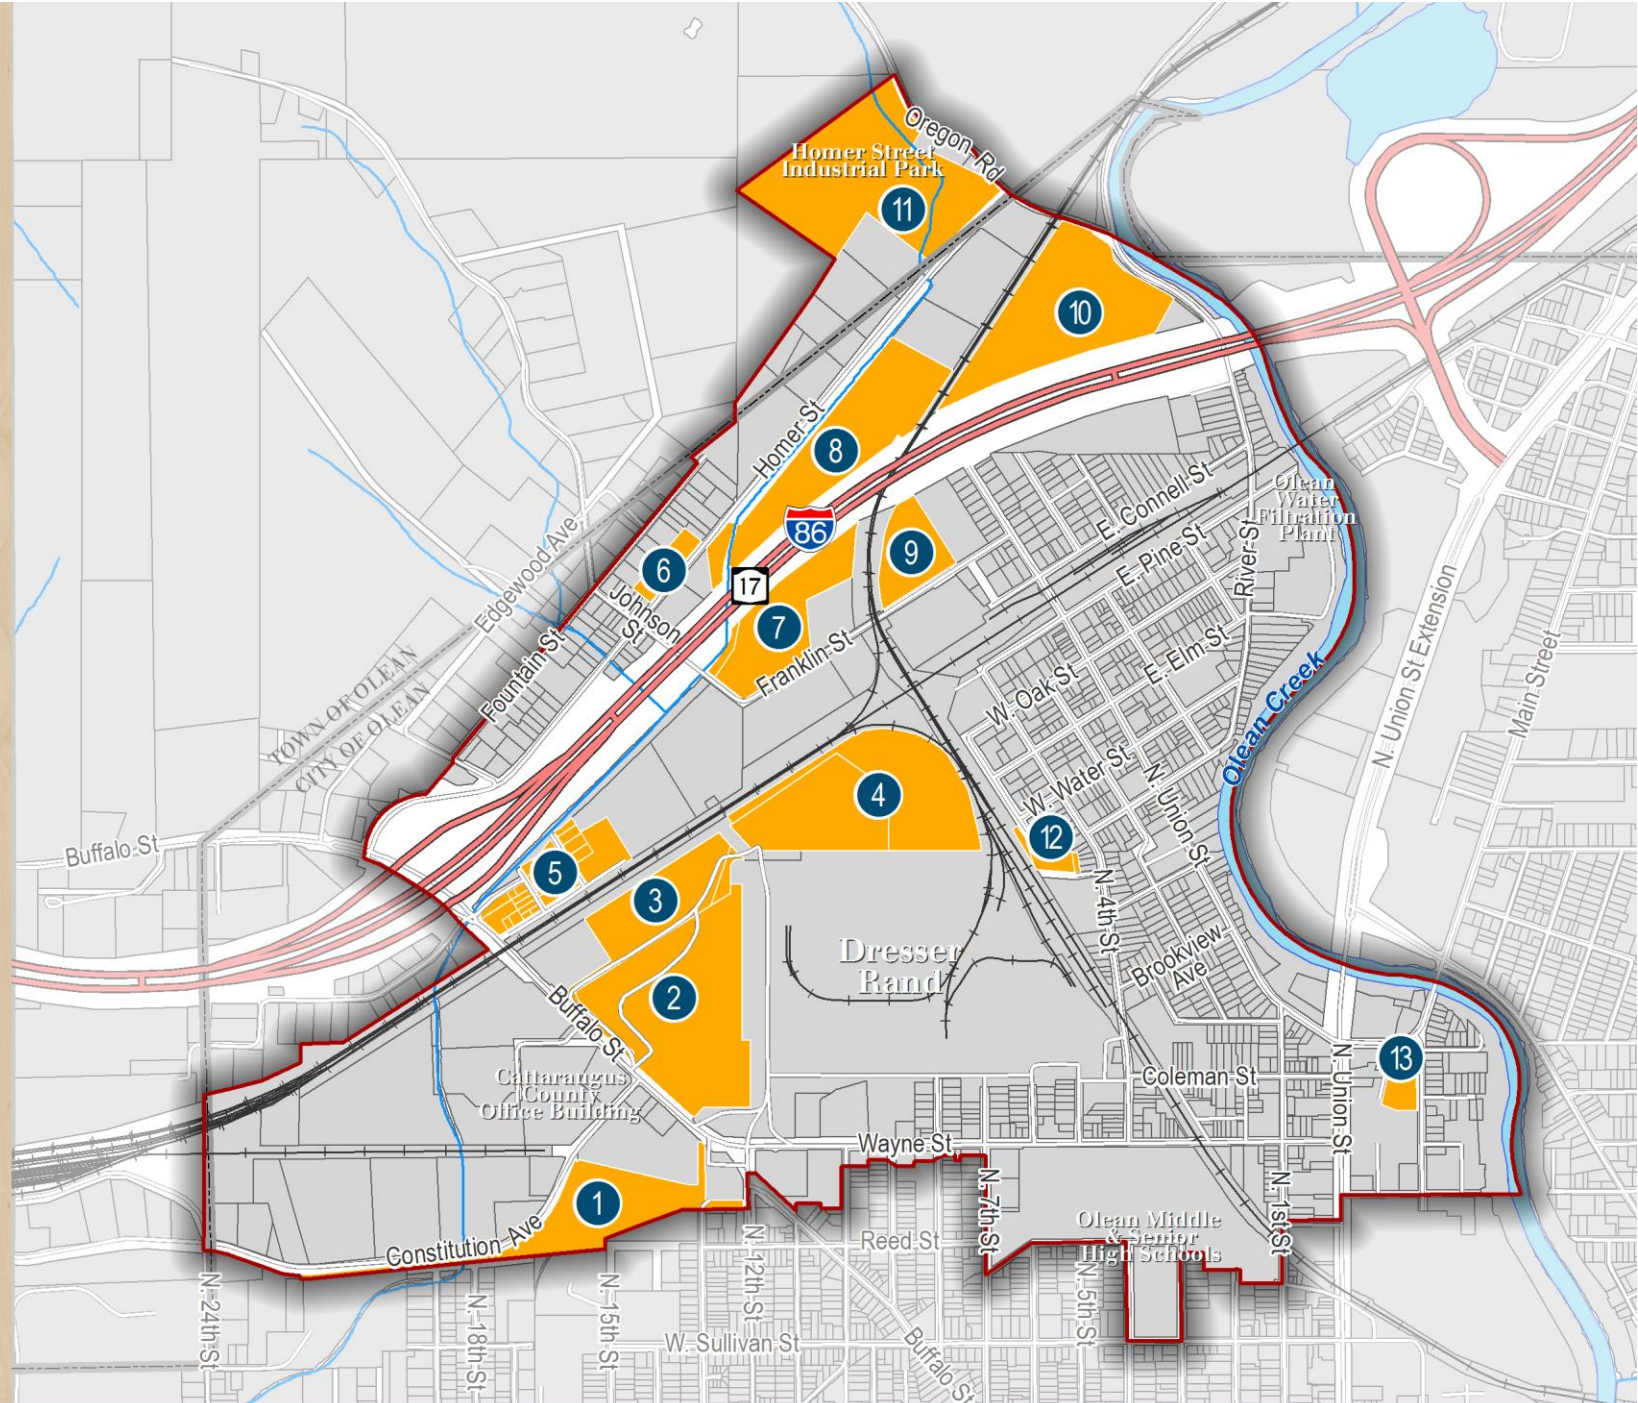 Oregon Rd
Homer Street
Industrial Park
11
10
Homer St
8
86
17
9
6
7
Johnson
St
Franklin St
E. Connell St
E. Pine St
River St
Olean
Water
Filtration
Plant
Edgewood Ave
Fountain St
TOWN OF OLEAN
CITY OF OLEAN
W. Oak St
E. Elm St
Olean Creek
N. Union St Extension
Main Street
W. Water St
N. Union St
4
12
Buffalo St
5
3
N. 4th St
Brookview
Ave
Dresser
Rand
2
Buffalo St
Cattaraugus
County
Office Building
13
Coleman St
N. Union St
Wayne St
1
Constitution Ave
N. 7th St
N. 1st St
Olean Middle
& Senior
High Schools
Reed St
N. 24th St
N. 18th St
N. 15th St
N. 12th St
N. 5th St
W. Sullivan St
Buffalo St